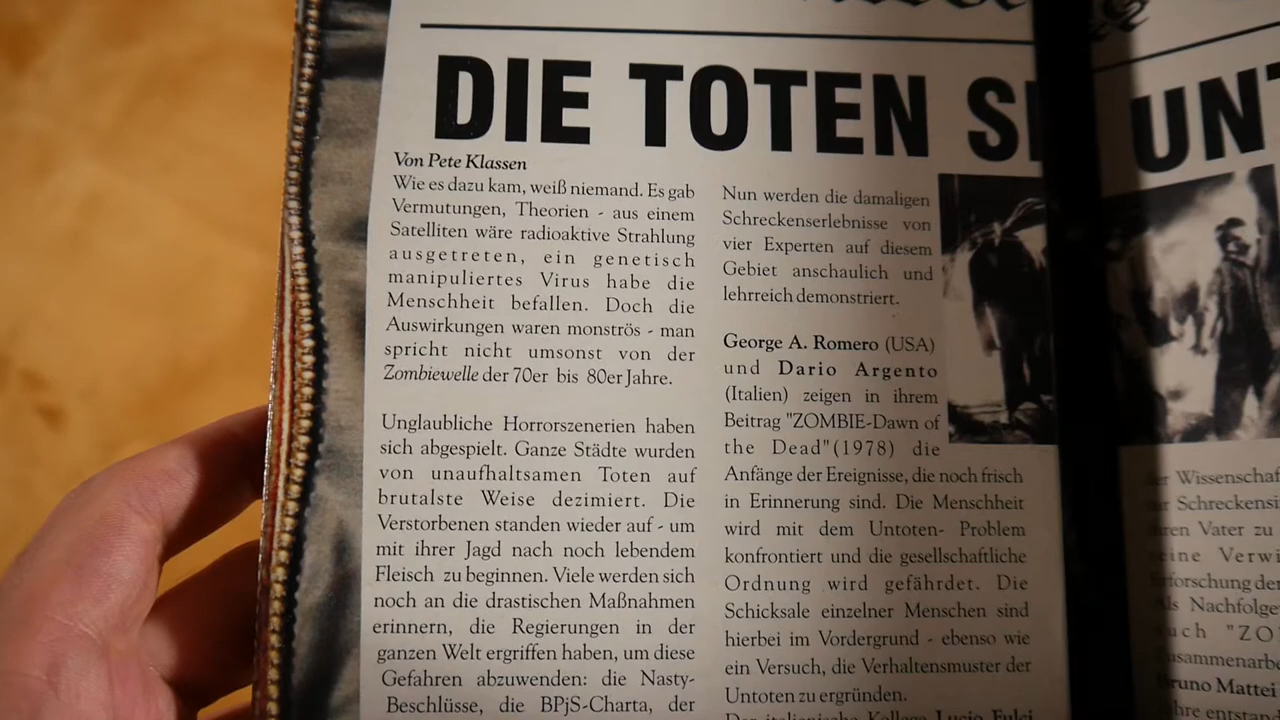 DIE TOTEN
UN
Von Pete Klassen
Wie es dazu kam, weiß niemand. Es gab
Vermutungen, Theorien - aus einem
Satelliten wäre radioaktive Strahlung
ausgetreten, ein genetisch
manipuliertes Virus habe die
Menschheit befallen. Doch die
Auswirkungen waren monströs - man
spricht nicht umsonst von der
Zombiewelle der 70er bis 80er Jahre.
Unglaubliche Horrorszenerien haben
sich abgespielt. Ganze Städte wurden
von unaufhaltsamen Toten auf
brutalste Weise dezimiert. Die
Verstorbenen standen wieder auf - um
mit ihrer Jagd nach noch lebendem
Fleisch zu beginnen. Viele werden sich
noch an die drastischen Maßnahmen
erinnern, die Regierungen in der
ganzen Welt ergriffen haben, um diese
Gefahren abzuwenden: die Nasty-
Beschlüsse, die BPjS-Charta, der
Nun werden die damaligen
Schreckenserlebnisse von
vier Experten auf diesem
Gebiet anschaulich und
lehrreich demonstriert.
George A. Romero (USA)
und Dario Argento
(Italien) zeigen in ihrem
Beitrag "ZOMBIE-Dawn of
the Dead" (1978) die
Anfänge der Ereignisse, die noch frisch
in Erinnerung sind. Die Menschheit
wird mit dem Untoten- Problem
konfrontiert und die gesellschaftliche
Ordnung wird gefährdet. Die
Schicksale einzelner Menschen sind
hierbei im Vordergrund - ebenso wie
ein Versuch, die Verhaltensmuster der
Untoten zu ergründen.
Der italienische Kollege Lucio Fulci
Wissenschaf
Schreckensi
Vater zu
Verwi
der
Nachfolge
"ZO
Mattei